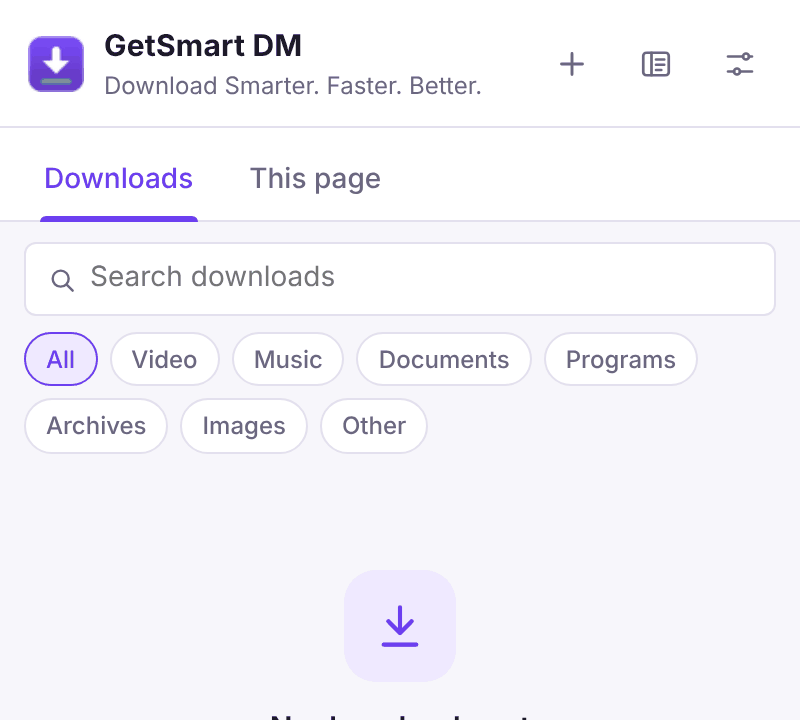 GetSmart DM
Download Smarter. Faster. Better.
Downloads
This page
Search downloads
All
Video
Music
Documents
Programs
Archives
Images
Other